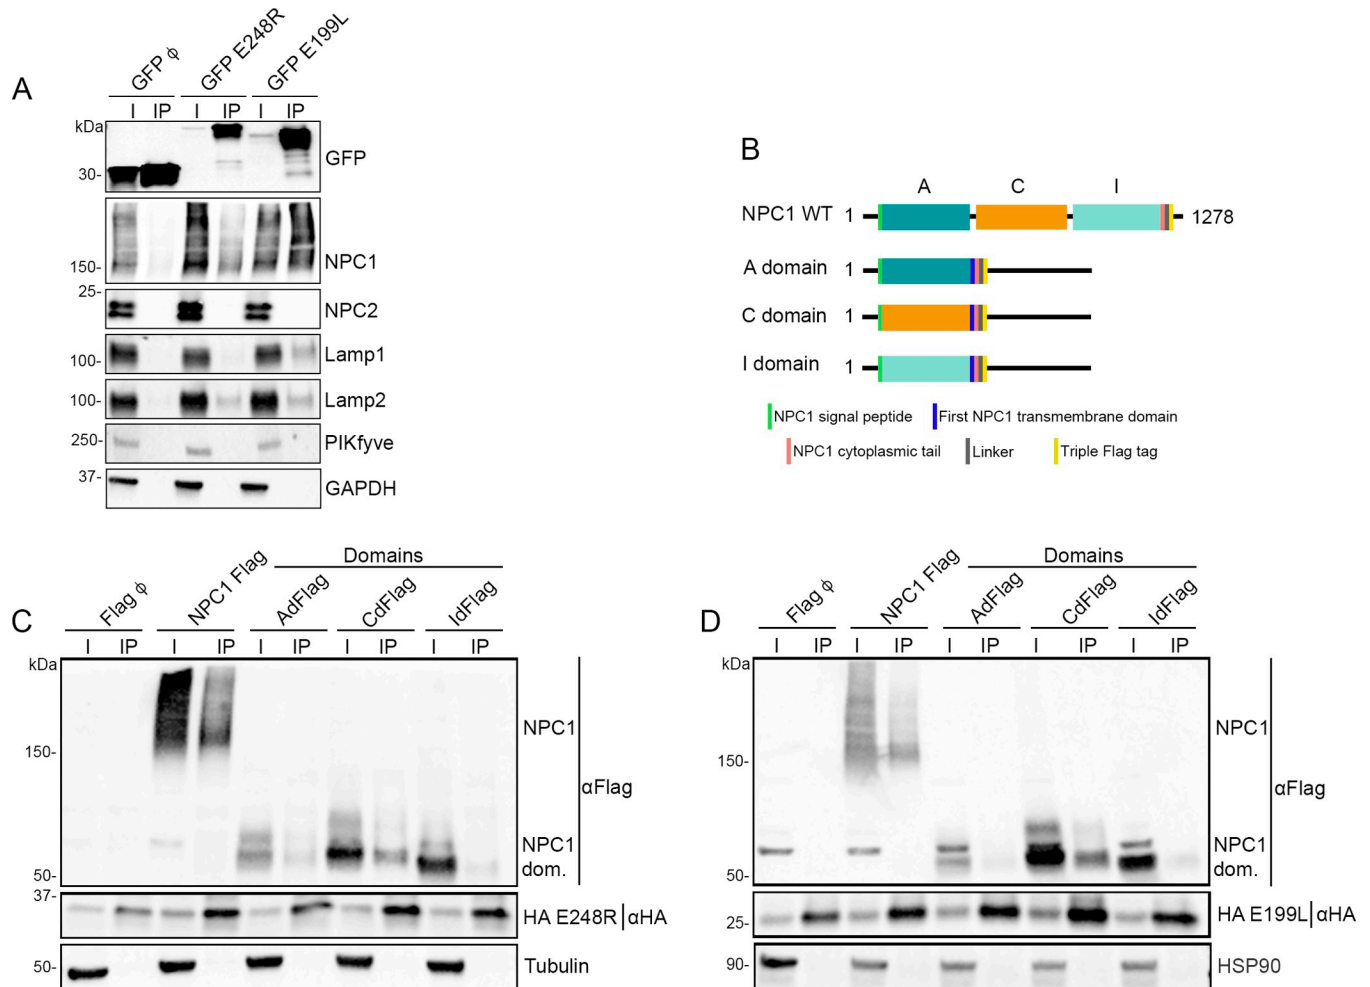 A
GFP ϕ GFP E248R GFP E199L
I IP I IP I IP
kDa
GFP
30-
NPC1
150-
25-
NPC2
Lamp1
100-
Lamp2
100-
PIKfyve
250-
37-
GAPDH
B
A C I
NPC1 WT 1 1278
A domain 1
C domain 1
I domain 1
NPC1 signal peptide First NPC1 transmembrane domain
NPC1 cytoplasmic tail Linker Triple Flag tag
C
Domains
Flag ϕ NPC1 Flag AdFlag CdFlag IdFlag
I IP I IP I IP I IP I IP
kDa
NPC1
150-
αFlag
NPC1
dom.
50-
37-
HA E248R αHA
50- Tubulin
D
Domains
Flag ϕ NPC1 Flag AdFlag CdFlag IdFlag
I IP I IP I IP I IP I IP
kDa
NPC1
150-
αFlag
NPC1
dom.
50-
HA E199L αHA
25-
90- HSP90